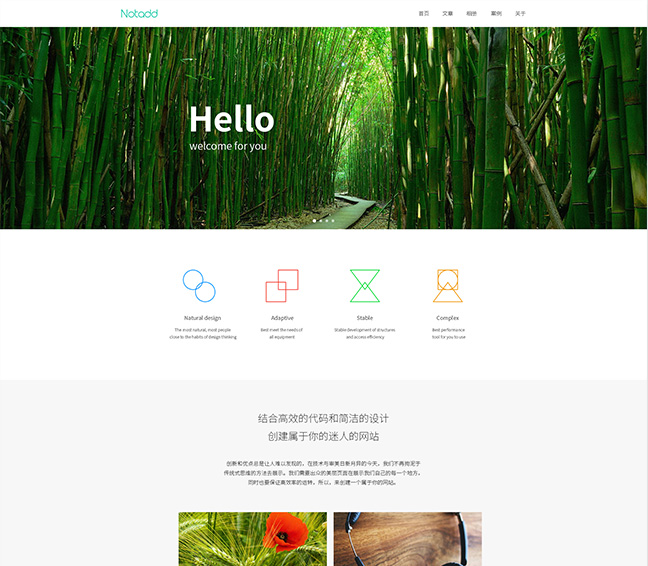 Notadd
首页 文章 相册 案例 关于
Hello
welcome for you
Natural design
The most natural, most people
close to the habits of design thinking
Adaptive
Best meet the needs of
all equipment
Stable
Stable development of structures
and access efficiency
Complex
Best performance
tool for you to use
结合高效的代码和简洁的设计
创建属于你的迷人的网站
创新和优点总是让人难以发现的，在技术与审美日新月异的今天，我们不再拘泥于
传统式思维的方法去展示。我们需要出众的美观页面在展示我们自己的每一个地方，
同时也要保证高效率的运转。所以，来创建一个属于你的网站。